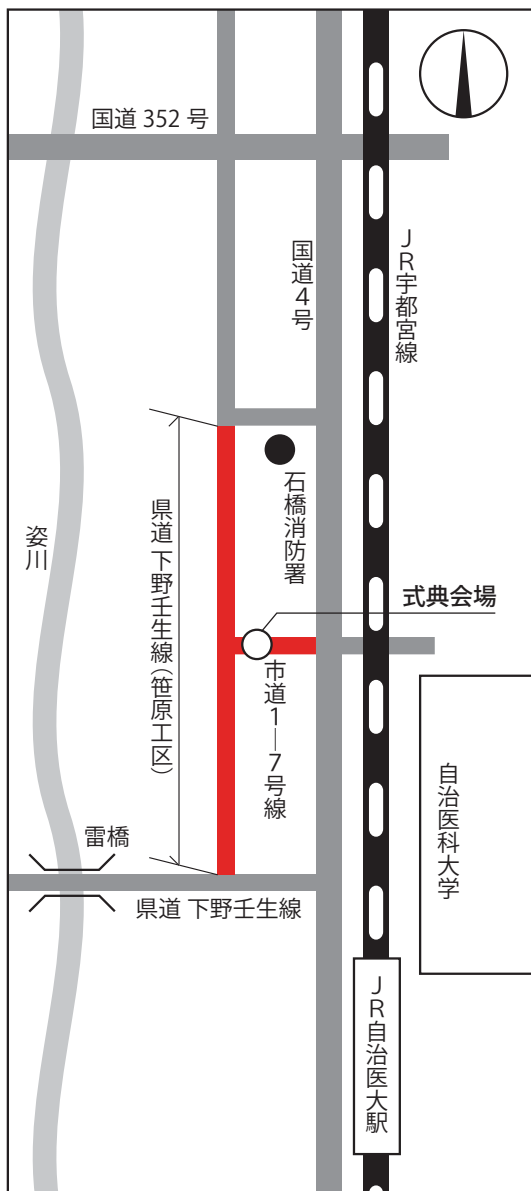 国道 352 号
国道4号
JR宇都宮線
石橋消防署
県道 下野壬生線（笹原工区）
姿川
式典会場
市道1―7号線
自治医科大学
雷橋
県道 下野壬生線
JR自治医大駅